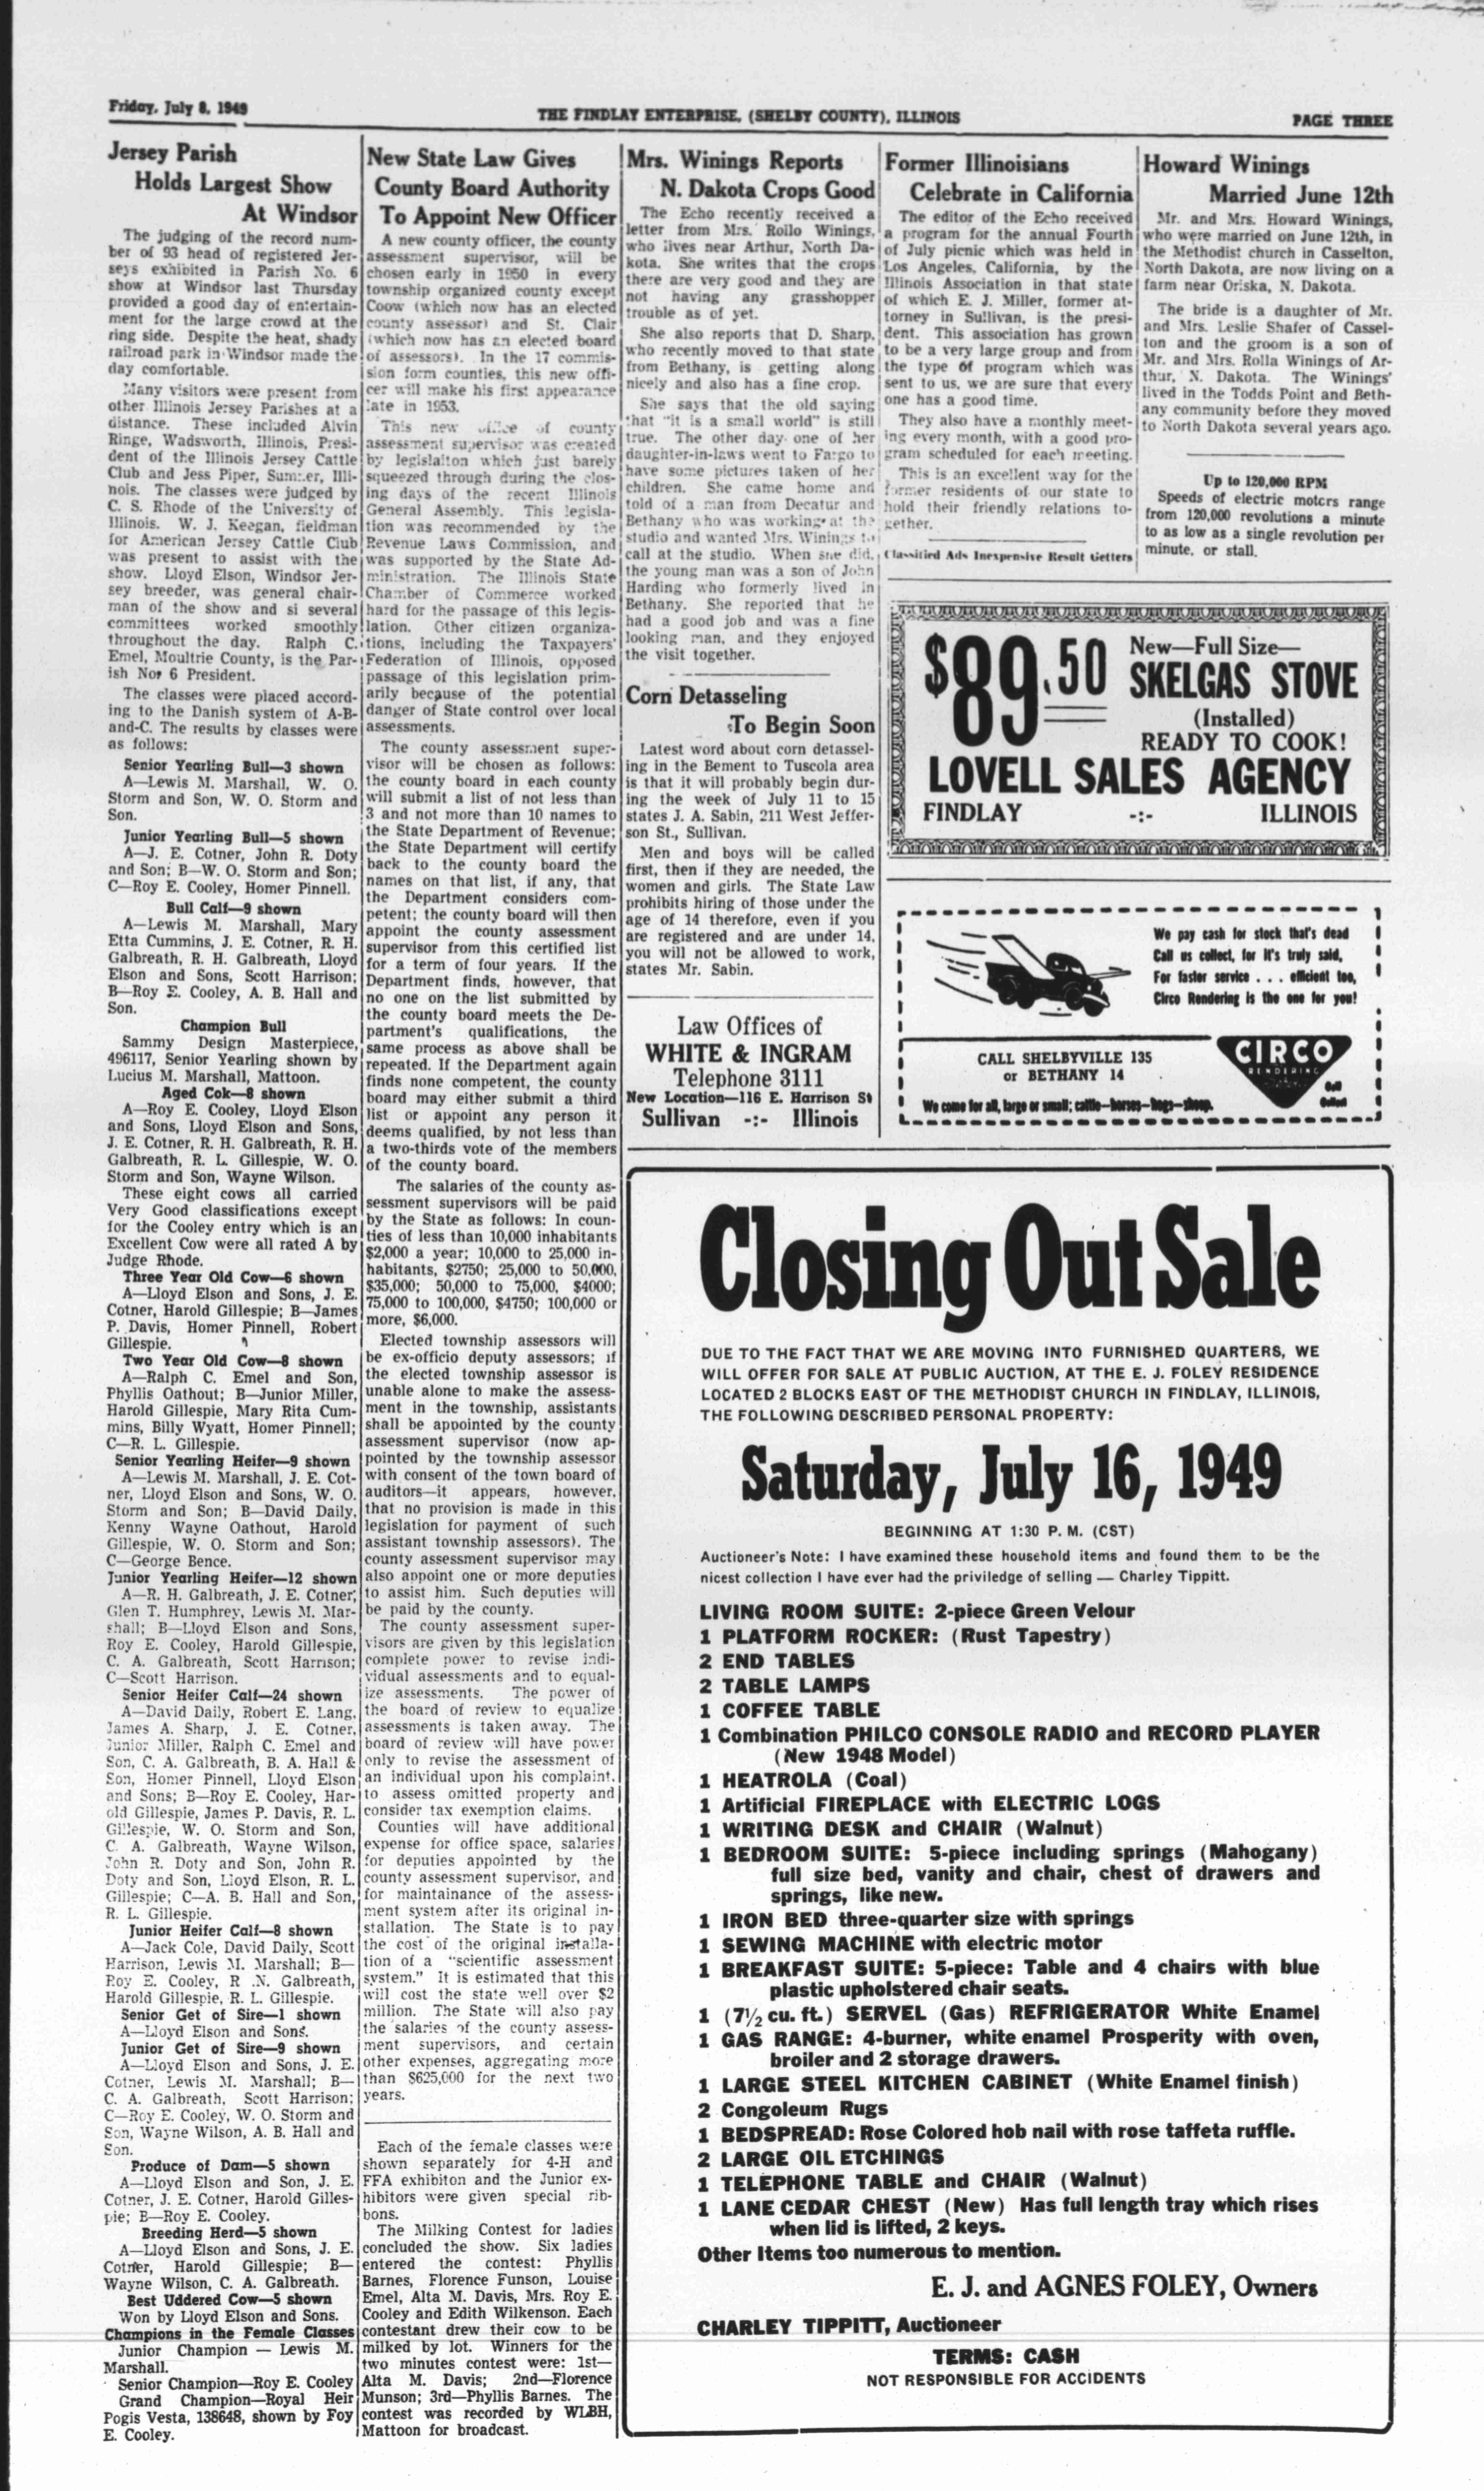 Friday, July 8, 1949
THE FINDLAY ENTERPRISE, (SHELBY COUNTY), ILLINOIS
PAGE THREE
Jersey Parish
Holds Largest Show
At Windsor
The judging of the record num-
ber of 93 head of registered Jer-
seys exhibited in Parish No. 6
show at Windsor last Thursday
provided a good day of entertain-
ment for the large crowd at the
ring side. Despite the heat, shady
railroad park in Windsor made the
day comfortable.
Many visitors were present from
other Illinois Jersey Parishes at a
distance. These included Alvin
Ringe, Wadsworth, Illinois, Presi-
dent of the Illinois Jersey Cattle
Club and Jess Piper, Sumner, Illi-
nois. The classes were judged by
C. S. Rhode of the University of
Illinois. W. J. Keegan, fieldman
for American Jersey Cattle Club
was present to assist with the
show. Lloyd Elson, Windsor Jer-
sey breeder, was general chair-
man of the show and si several
committees worked smoothly
throughout the day. Ralph C.
Emel, Moultrie County, is the Par-
ish No. 6 President.
The classes were placed accord-
ing to the Danish system of A-B-
and-C. The results by classes were
as follows:
Senior Yearling Bull—3 shown
A—Lewis M. Marshall, W. O.
Storm and Son, W. O. Storm and
Son.
Junior Yearling Bull—5 shown
A—J. E. Cotner, John R. Doty
and Son; B—W. O. Storm and Son;
C—Roy E. Cooley, Homer Pinnell.
Bull Calf—9 shown
A—Lewis M. Marshall, Mary
Etta Cummins, J. E. Cotner, R. H.
Galbreath, R. H. Galbreath, Lloyd
Elson and Sons, Scott Harrison;
B—Roy E. Cooley, A. B. Hall and
Son.
Champion Bull
Sammy Design Masterpiece,
496117, Senior Yearling shown by
Lucius M. Marshall, Mattoon.
Aged Cok—8 shown
A—Roy E. Cooley, Lloyd Elson
and Sons, Lloyd Elson and Sons,
J. E. Cotner, R. H. Galbreath, R. H.
Galbreath, R. L. Gillespie, W. O.
Storm and Son, Wayne Wilson.
These eight cows all carried
Very Good classifications except
for the Cooley entry which is an
Excellent Cow were all rated A by
Judge Rhode.
Three Year Old Cow—6 shown
A—Lloyd Elson and Sons, J. E.
Cotner, Harold Gillespie; B—James
P. Davis, Homer Pinnell, Robert
Gillespie.
Two Year Old Cow—8 shown
A—Ralph C. Emel and Son,
Phyllis Oathout; B—Junior Miller,
Harold Gillespie, Mary Rita Cum-
mins, Billy Wyatt, Homer Pinnell;
C—R. L. Gillespie.
Senior Yearling Heifer—9 shown
A—Lewis M. Marshall, J. E. Cot-
ner, Lloyd Elson and Sons, W. O.
Storm and Son; B—David Daily,
Kenny Wayne Oathout, Harold
Gillespie, W. O. Storm and Son;
C—George Bence.
Junior Yearling Heifer—12 shown
A—R. H. Galbreath, J. E. Cotner,
Glen T. Humphrey, Lewis M. Mar-
shall; B—Lloyd Elson and Sons,
Roy E. Cooley, Harold Gillespie,
C. A. Galbreath, Scott Harrison;
C—Scott Harrison.
Senior Heifer Calf—24 shown
A—David Daily, Robert E. Lang,
James A. Sharp, J. E. Cotner,
Junior Miller, Ralph C. Emel and
Son, C. A. Galbreath, B. A. Hall &
Son, Homer Pinnell, Lloyd Elson
and Sons; B—Roy E. Cooley, Har-
old Gillespie, James P. Davis, R. L.
Gillespie, W. O. Storm and Son,
C. A. Galbreath, Wayne Wilson,
John R. Doty and Son, John R.
Doty and Son, Lloyd Elson, R. L.
Gillespie; C—A. B. Hall and Son,
R. L. Gillespie.
Junior Heifer Calf—8 shown
A—Jack Cole, David Daily, Scott
Harrison, Lewis M. Marshall; B—
Roy E. Cooley, R .N. Galbreath,
Harold Gillespie, R. L. Gillespie.
Senior Get of Sire—1 shown
A—Lloyd Elson and Sons.
Junior Get of Sire—9 shown
A—Lloyd Elson and Sons, J. E.
Cotner, Lewis M. Marshall; B—
C. A. Galbreath, Scott Harrison;
C—Roy E. Cooley, W. O. Storm and
Son, Wayne Wilson, A. B. Hall and
Son.
Produce of Dam—5 shown
A—Lloyd Elson and Son, J. E.
Cotner, J. E. Cotner, Harold Gilles-
pie; B—Roy E. Cooley.
Breeding Herd—5 shown
A—Lloyd Elson and Sons, J. E.
Cotner, Harold Gillespie; B—
Wayne Wilson, C. A. Galbreath.
Best Uddered Cow—5 shown
Won by Lloyd Elson and Sons.
Champions in the Female Classes
Junior Champion — Lewis M.
Marshall.
Senior Champion—Roy E. Cooley
Grand Champion—Royal Heir
Pogis Vesta, 138648, shown by Foy
E. Cooley.
New State Law Gives
County Board Authority
To Appoint New Officer
A new county officer, the county
assessment supervisor, will be
chosen early in 1950 in every
township organized county except
Coow (which now has an elected
county assessor) and St. Clair
(which now has an elected board
of assessors). In the 17 commis-
sion form counties, this new offi-
cer will make his first appearance
late in 1953.
This new office of county
assessment supervisor was created
by legislaiton which just barely
squeezed through during the clos-
ing days of the recent Illinois
General Assembly. This legisla-
tion was recommended by the
Revenue Laws Commission, and
was supported by the State Ad-
ministration. The Illinois State
Chamber of Commerce worked
hard for the passage of this legis-
lation. Other citizen organiza-
tions, including the Taxpayers'
Federation of Illinois, opposed
passage of this legislation prim-
arily because of the potential
danger of State control over local
assessments.
The county assessment super-
visor will be chosen as follows:
the county board in each county
will submit a list of not less than
3 and not more than 10 names to
the State Department of Revenue;
the State Department will certify
back to the county board the
names on that list, if any, that
the Department considers com-
petent; the county board will then
appoint the county assessment
supervisor from this certified list
for a term of four years. If the
Department finds, however, that
no one on the list submitted by
the county board meets the De-
partment's qualifications, the
same process as above shall be
repeated. If the Department again
finds none competent, the county
board may either submit a third
list or appoint any person it
deems qualified, by not less than
a two-thirds vote of the members
of the county board.
The salaries of the county as-
sessment supervisors will be paid
by the State as follows: In coun-
ties of less than 10,000 inhabitants
$2,000 a year; 10,000 to 25,000 in-
habitants, $2750; 25,000 to 50,000,
$35,000; 50,000 to 75,000, $4000;
75,000 to 100,000, $4750; 100,000 or
more, $6,000.
Elected township assessors will
be ex-officio deputy assessors; if
the elected township assessor is
unable alone to make the assess-
ment in the township, assistants
shall be appointed by the county
assessment supervisor (now ap-
pointed by the township assessor
with consent of the town board of
auditors—it appears, however,
that no provision is made in this
legislation for payment of such
assistant township assessors). The
county assessment supervisor may
also appoint one or more deputies
to assist him. Such deputies will
be paid by the county.
The county assessment super-
visors are given by this legislation
complete power to revise indi-
vidual assessments and to equal-
ize assessments. The power of
the board of review to equalize
assessments is taken away. The
board of review will have power
only to revise the assessment of
an individual upon his complaint,
to assess omitted property and
consider tax exemption claims.
Counties will have additional
expense for office space, salaries
for deputies appointed by the
county assessment supervisor, and
for maintainance of the assess-
ment system after its original in-
stallation. The State is to pay
the cost of the original installa-
tion of a "scientific assessment
system." It is estimated that this
will cost the state well over $2
million. The State will also pay
the salaries of the county assess-
ment supervisors, and certain
other expenses, aggregating more
than $625,000 for the next two
years.
Each of the female classes were
shown separately for 4-H and
FFA exhibiton and the Junior ex-
hibitors were given special rib-
bons.
The Milking Contest for ladies
concluded the show. Six ladies
entered the contest: Phyllis
Barnes, Florence Funson, Louise
Emel, Alta M. Davis, Mrs. Roy E.
Cooley and Edith Wilkenson. Each
contestant drew their cow to be
milked by lot. Winners for the
two minutes contest were: 1st—
Alta M. Davis; 2nd—Florence
Munson; 3rd—Phyllis Barnes. The
contest was recorded by WLBH,
Mattoon for broadcast.
Mrs. Winings Reports
N. Dakota Crops Good
The Echo recently received a
letter from Mrs. Rollo Winings,
who lives near Arthur, North Da-
kota. She writes that the crops
there are very good and they are
not having any grasshopper
trouble as of yet.
She also reports that D. Sharp,
who recently moved to that state
from Bethany, is getting along
nicely and also has a fine crop.
She says that the old saying
that "it is a small world" is still
true. The other day one of her
daughter-in-laws went to Fargo to
have some pictures taken of her
children. She came home and
told of a man from Decatur and
Bethany who was working at the
studio and wanted Mrs. Winings to
call at the studio. When she did,
the young man was a son of John
Harding who formerly lived in
Bethany. She reported that he
had a good job and was a fine
looking man, and they enjoyed
the visit together.
Corn Detasseling
To Begin Soon
Latest word about corn detassel-
ing in the Bement to Tuscola area
is that it will probably begin dur-
ing the week of July 11 to 15
states J. A. Sabin, 211 West Jeffer-
son St., Sullivan.
Men and boys will be called
first, then if they are needed, the
women and girls. The State Law
prohibits hiring of those under the
age of 14 therefore, even if you
are registered and are under 14,
you will not be allowed to work,
states Mr. Sabin.
Law Offices of
WHITE & INGRAM
Telephone 3111
New Location—116 E. Harrison St
Sullivan -:- Illinois
Former Illinoisians
Celebrate in California
The editor of the Echo received
a program for the annual Fourth
of July picnic which was held in
Los Angeles, California, by the
Illinois Association in that state
of which E. J. Miller, former at-
torney in Sullivan, is the presi-
dent. This association has grown
to be a very large group and from
the type of program which was
sent to us, we are sure that every
one has a good time.
They also have a monthly meet-
ing every month, with a good pro-
gram scheduled for each meeting.
This is an excellent way for the
former residents of our state to
hold their friendly relations to-
gether.
Classified Ads Inexpensive Result Getters
Howard Winings
Married June 12th
Mr. and Mrs. Howard Winings,
who were married on June 12th, in
the Methodist church in Casselton,
North Dakota, are now living on a
farm near Oriska, N. Dakota.
The bride is a daughter of Mr.
and Mrs. Leslie Shafer of Cassel-
ton and the groom is a son of
Mr. and Mrs. Rolla Winings of Ar-
thur, N. Dakota. The Winings'
lived in the Todds Point and Beth-
any community before they moved
to North Dakota several years ago.
Up to 120,000 RPM
Speeds of electric motors range
from 120,000 revolutions a minute
to as low as a single revolution per
minute, or stall.
$89.50
New—Full Size—
SKELGAS STOVE
(Installed)
READY TO COOK!
LOVELL SALES AGENCY
FINDLAY -:- ILLINOIS
We pay cash for stock that's dead
Call us collect, for it's truly said,
For faster service . . . efficient too,
Circo Rendering is the one for you!
CALL SHELBYVILLE 135
or BETHANY 14
CIRCO
RENDERING
We come for all, large or small; cattle—horses—hogs—sheep.
Closing Out Sale
DUE TO THE FACT THAT WE ARE MOVING INTO FURNISHED QUARTERS, WE
WILL OFFER FOR SALE AT PUBLIC AUCTION, AT THE E. J. FOLEY RESIDENCE
LOCATED 2 BLOCKS EAST OF THE METHODIST CHURCH IN FINDLAY, ILLINOIS,
THE FOLLOWING DESCRIBED PERSONAL PROPERTY:
Saturday, July 16, 1949
BEGINNING AT 1:30 P. M. (CST)
Auctioneer's Note: I have examined these household items and found them to be the
nicest collection I have ever had the priviledge of selling — Charley Tippitt.
LIVING ROOM SUITE: 2-piece Green Velour
1 PLATFORM ROCKER: (Rust Tapestry)
2 END TABLES
2 TABLE LAMPS
1 COFFEE TABLE
1 Combination PHILCO CONSOLE RADIO and RECORD PLAYER
(New 1948 Model)
1 HEATROLA (Coal)
1 Artificial FIREPLACE with ELECTRIC LOGS
1 WRITING DESK and CHAIR (Walnut)
1 BEDROOM SUITE: 5-piece including springs (Mahogany)
full size bed, vanity and chair, chest of drawers and
springs, like new.
1 IRON BED three-quarter size with springs
1 SEWING MACHINE with electric motor
1 BREAKFAST SUITE: 5-piece: Table and 4 chairs with blue
plastic upholstered chair seats.
1 (7½ cu. ft.) SERVEL (Gas) REFRIGERATOR White Enamel
1 GAS RANGE: 4-burner, white enamel Prosperity with oven,
broiler and 2 storage drawers.
1 LARGE STEEL KITCHEN CABINET (White Enamel finish)
2 Congoleum Rugs
1 BEDSPREAD: Rose Colored hob nail with rose taffeta ruffle.
2 LARGE OIL ETCHINGS
1 TELEPHONE TABLE and CHAIR (Walnut)
1 LANE CEDAR CHEST (New) Has full length tray which rises
when lid is lifted, 2 keys.
Other Items too numerous to mention.
E. J. and AGNES FOLEY, Owners
CHARLEY TIPPITT, Auctioneer
TERMS: CASH
NOT RESPONSIBLE FOR ACCIDENTS